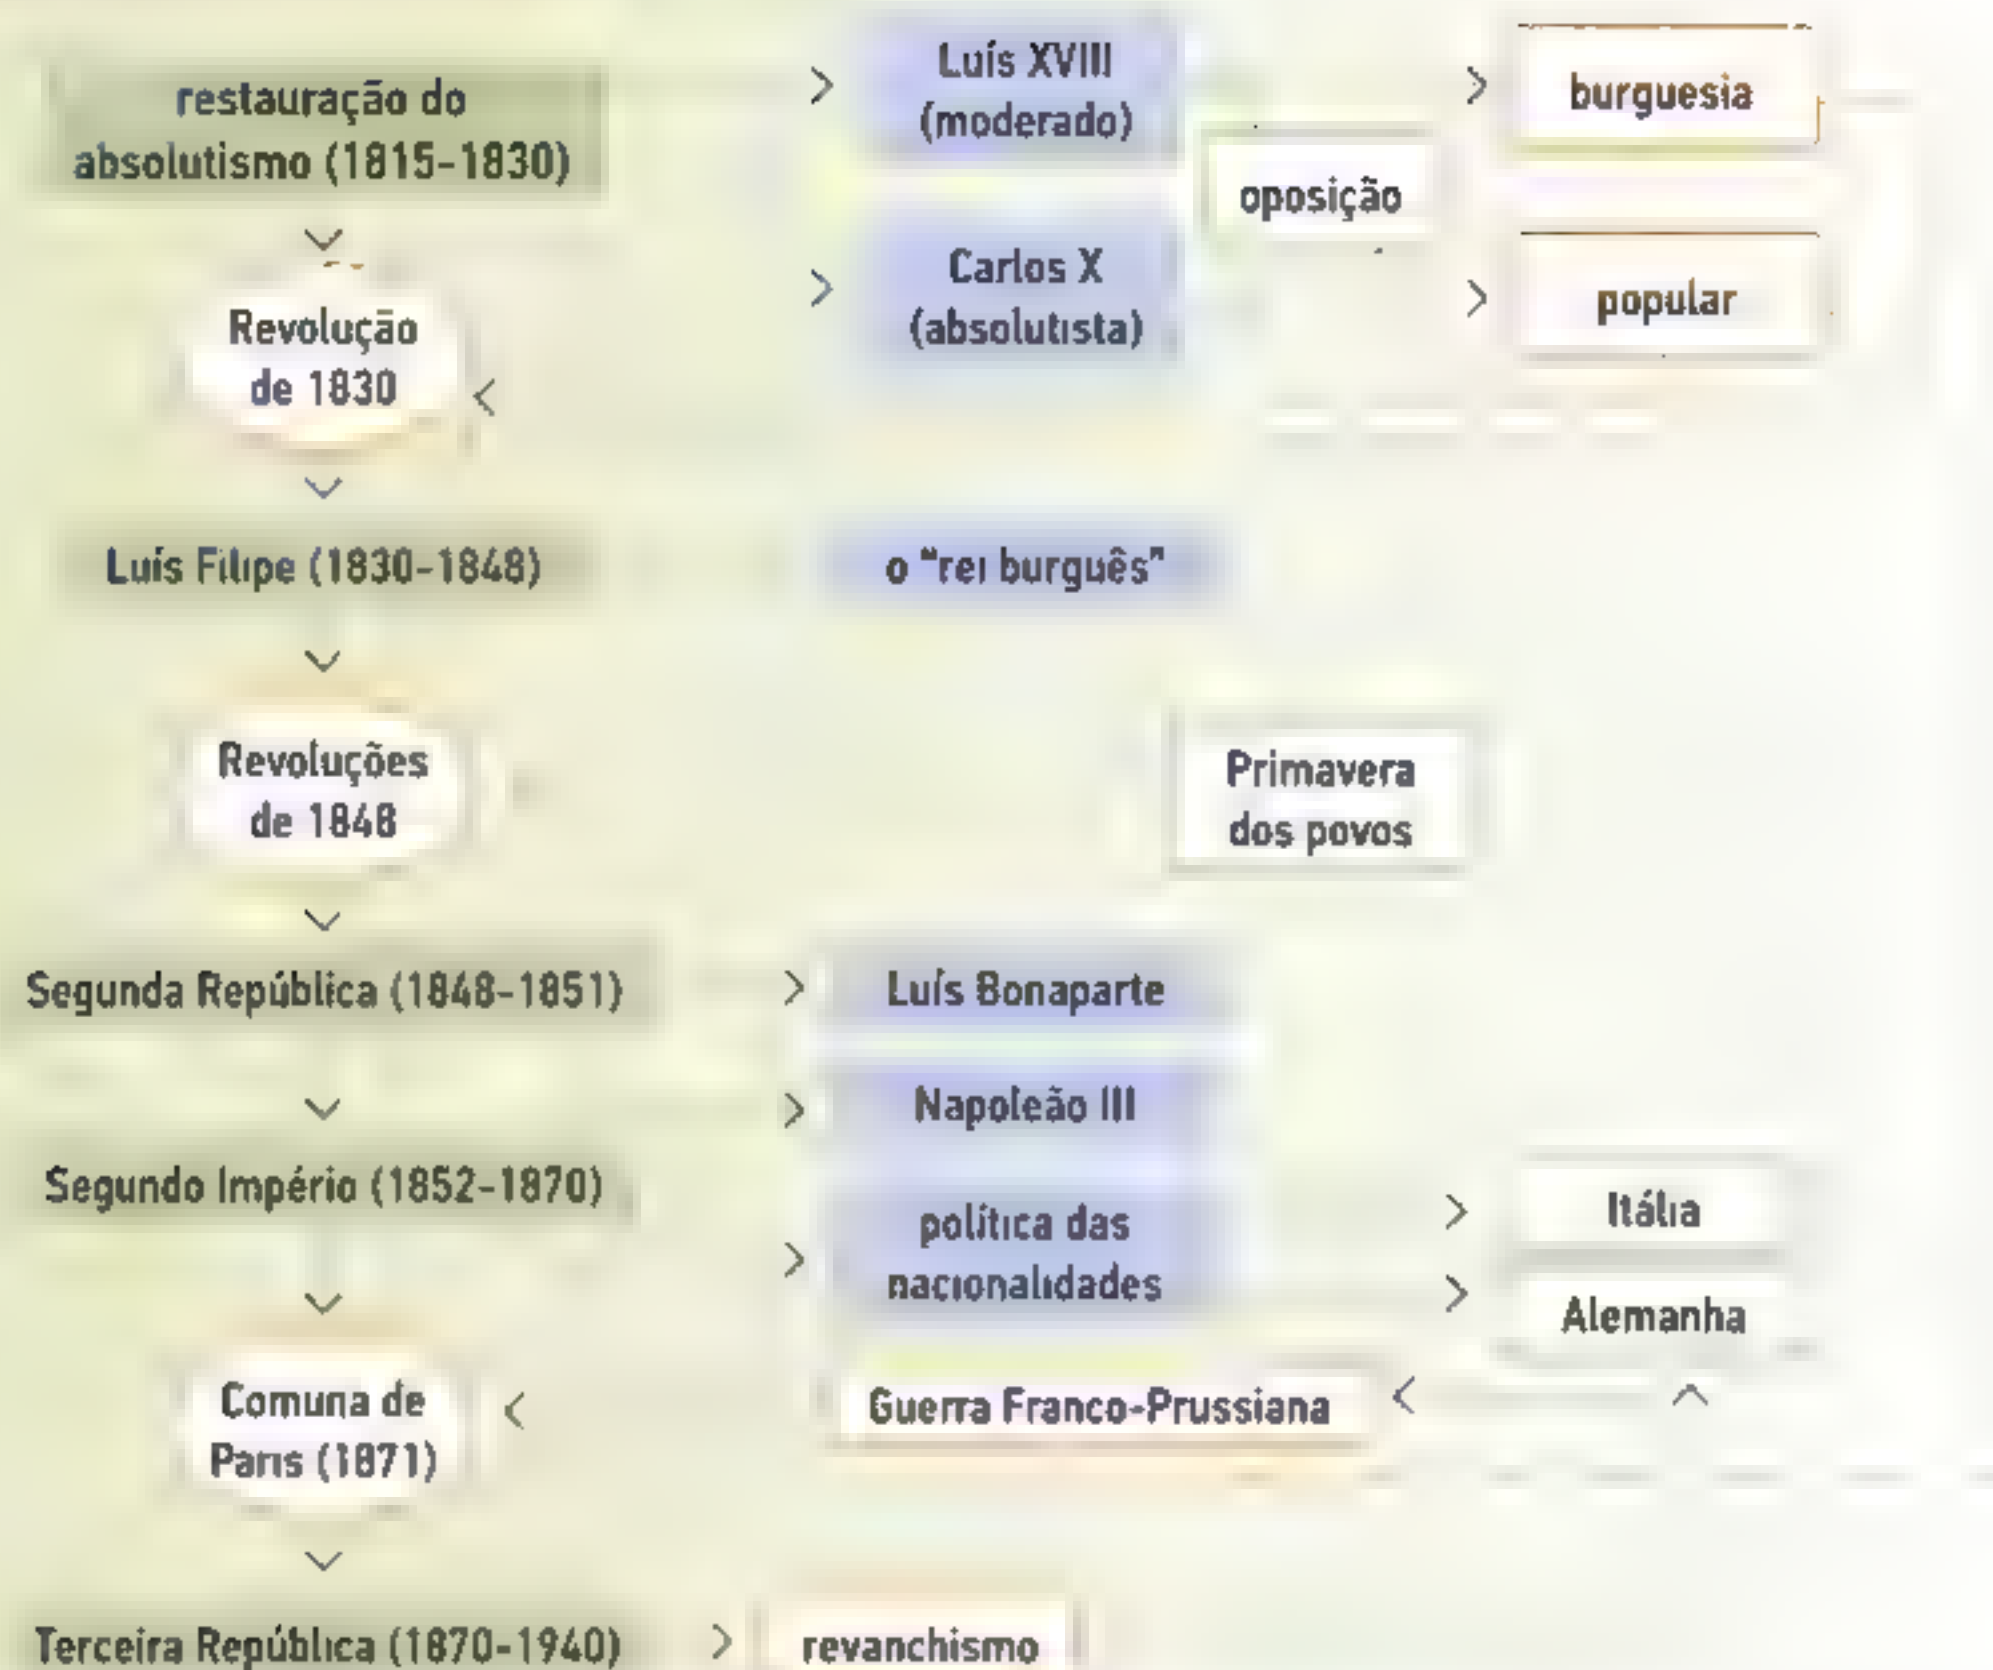 restauração do
absolutismo (1815-1830)
Luís XVIII
(moderado)
burguesia
oposição
Carlos X
(absolutista)
popular
Revolução
de 1830
Luís Filipe (1830-1848)
o "rei burguês"
Revoluções
de 1848
Primavera
dos povos
Segunda República (1848-1851)
Luís Bonaparte
Napoleão III
Segundo Império (1852-1870)
política das
nacionalidades
Itália
Alemanha
Comuna de
Paris (1871)
Guerra Franco-Prussiana
Terceira República (1870-1940)
revanchismo